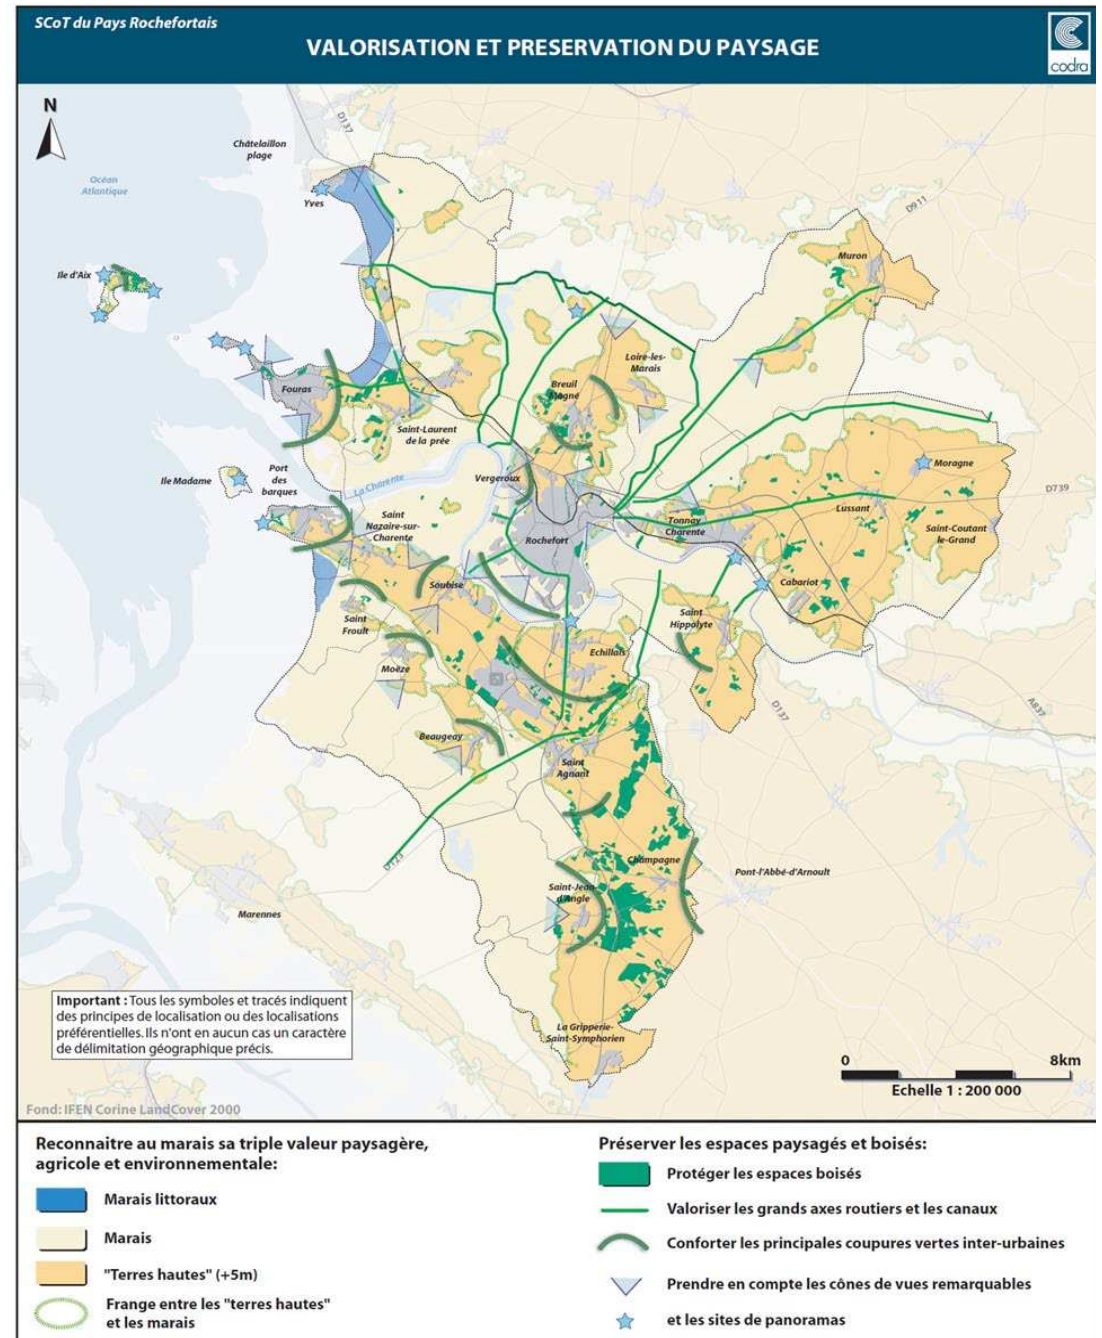 SCoT du Pays Rochefortais
VALORISATION ET PRESERVATION DU PAYSAGE
codra
N
D137
Châtelaillon
plage
Océan
Atlantique
Yves
D911
Ile d'Aix
Muron
Loire-les-
Marais
Breuil
Magné
Fouras
Saint-Laurent
de la prée
Moragne
Ile Madame
Port
des
barques
La Charente
Vergeroux
D739
Lussant
Saint
Nazaire-sur-
Charente
Tonnay
Charente
Saint-Coutant
le-Grand
Rochefort
Soubise
Cabariot
Saint
Froult
Saint
Hippolyte
Echillais
Moëze
D137
A837
Beaugeay
Saint
Agnant
D123
Champagne
Pont-l'Abbé-d'Arnoult
Saint-Jean
d'Angle
Marennes
Important : Tous les symboles et tracés indiquent
des principes de localisation ou des localisations
préférentielles. Ils n'ont en aucun cas un caractère
de délimitation géographique précis.
La Gripperie-
Saint-Symphorien
0 8km
Echelle 1 : 200 000
Fond: IFEN Corine LandCover 2000
Reconnaitre au marais sa triple valeur paysagère,
agricole et environnementale:
Marais littoraux
Marais
"Terres hautes" (+5m)
Frange entre les "terres hautes"
et les marais
Préserver les espaces paysagés et boisés:
Protéger les espaces boisés
Valoriser les grands axes routiers et les canaux
Conforter les principales coupures vertes inter-urbaines
Prendre en compte les cônes de vues remarquables
et les sites de panoramas